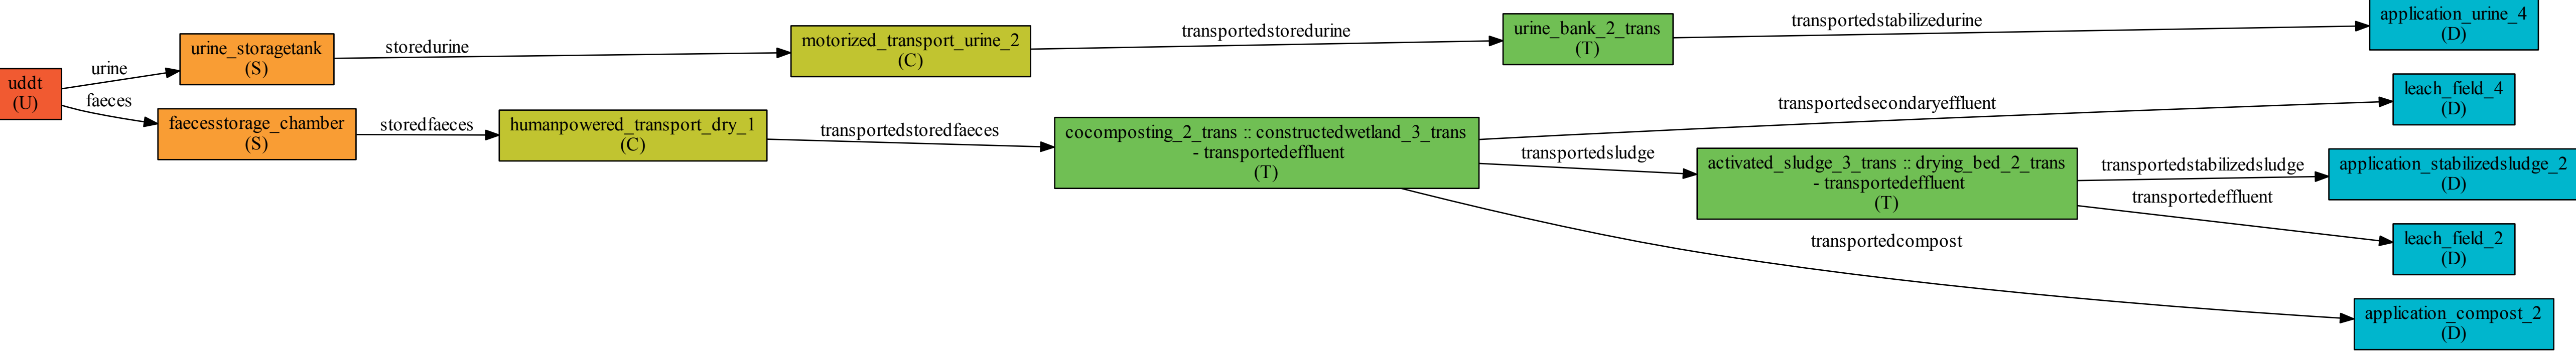 uddt
(U)
urine
faeces
urine_storagetank
(S)
faecesstorage_chamber
(S)
storedurine
storedfaeces
motorized_transport_urine_2
(C)
humanpowered_transport_dry_1
(C)
transportedstoredurine
transportedstoredfaeces
urine_bank_2_trans
(T)
cocomposting_2_trans :: constructedwetland_3_trans
- transportedeffluent
(T)
transportedstabilizedurine
transportedsecondaryeffluent
transportedsludge
transportedcompost
activated_sludge_3_trans :: drying_bed_2_trans
- transportedeffluent
(T)
transportedstabilizedsludge
transportedeffluent
application_urine_4
(D)
leach_field_4
(D)
application_stabilizedsludge_2
(D)
leach_field_2
(D)
application_compost_2
(D)